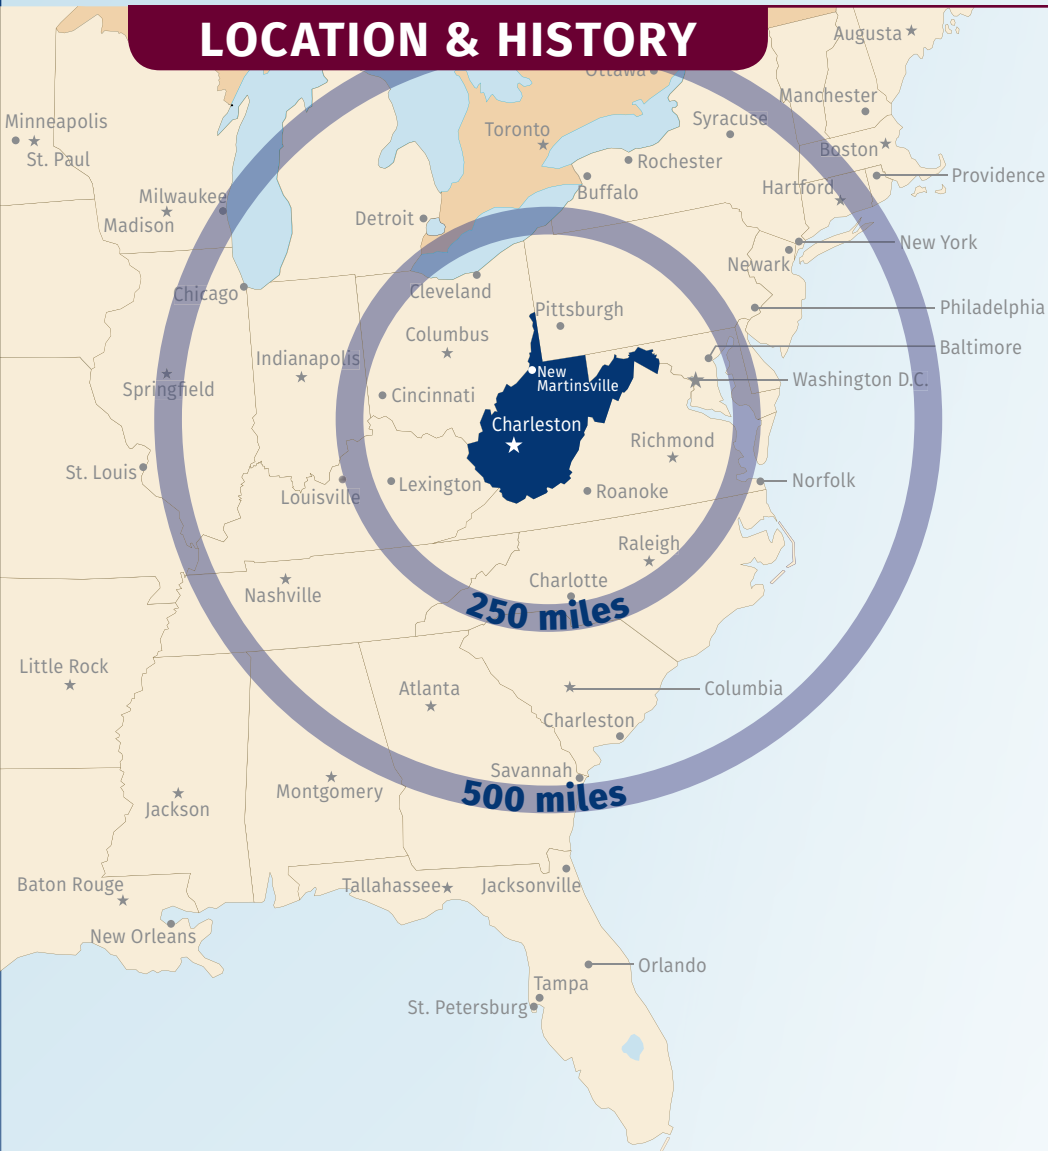 LOCATION & HISTORY
Augusta
Ottawa
Manchester
Minneapolis
St. Paul
Syracuse
Toronto
Boston
Rochester
Providence
Buffalo
Hartford
Milwaukee
Madison
Detroit
New York
Newark
Chicago
Cleveland
Pittsburgh
Philadelphia
Columbus
Baltimore
Indianapolis
New
Martinsville
Washington D.C.
Springfield
Cincinnati
Charleston
Richmond
St. Louis
Lexington
Roanoke
Norfolk
Louisville
Raleigh
Charlotte
Nashville
250 miles
Little Rock
Atlanta
Columbia
Charleston
Savannah
Montgomery
500 miles
Jackson
Baton Rouge
Tallahassee
Jacksonville
New Orleans
Orlando
Tampa
St. Petersburg